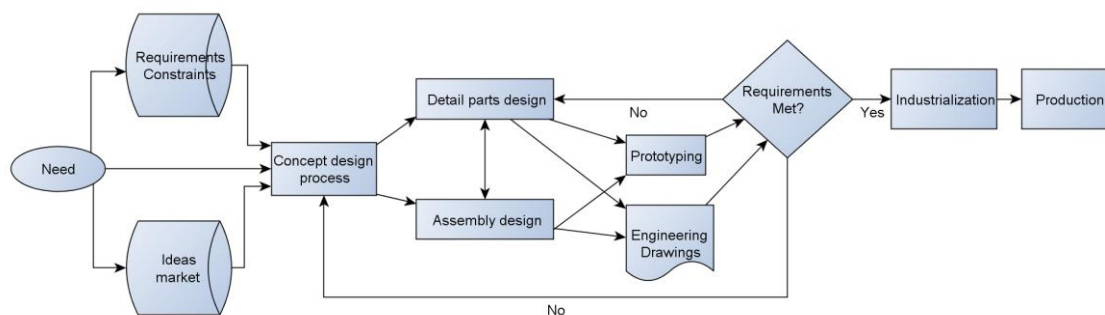 Requirements
Constraints
Need
Ideas
market
Concept design
process
Detail parts design
Assembly design
No
Prototyping
Engineering
Drawings
Requirements
Met?
Yes
Industrialization
Production
No